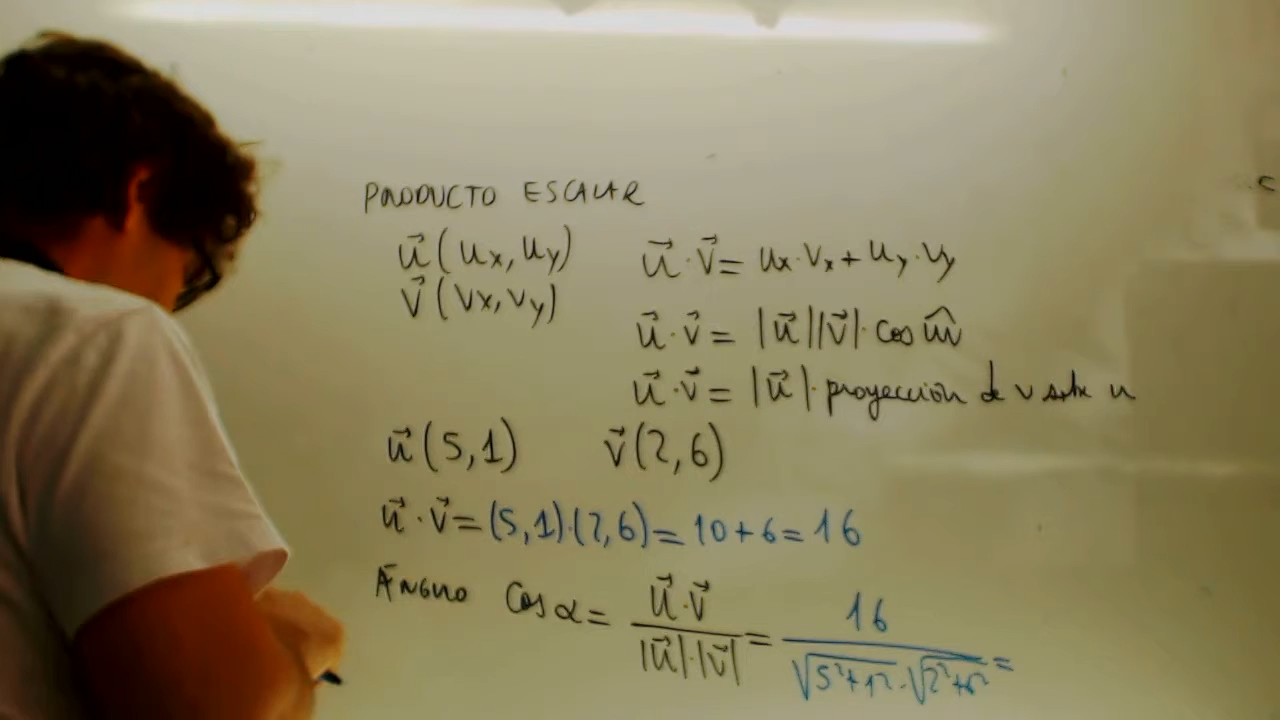 PRODUCTO ESCALAR
u⃗ (ux, uy)
v⃗ (vx, vy)
u⃗ · v⃗ = ux · vx + uy · vy
u⃗ · v⃗ = |u⃗||v⃗| · cos uv
u⃗ · v⃗ = |u⃗| · proyección de v sobre u
u⃗ (5,1) v⃗ (2,6)
u⃗ · v⃗ = (5,1)·(2,6) = 10 + 6 = 16
ÁNGULO cos α = u⃗ · v⃗ / |u⃗| · |v⃗| = 16 / √5²+1² · √2²+6² =